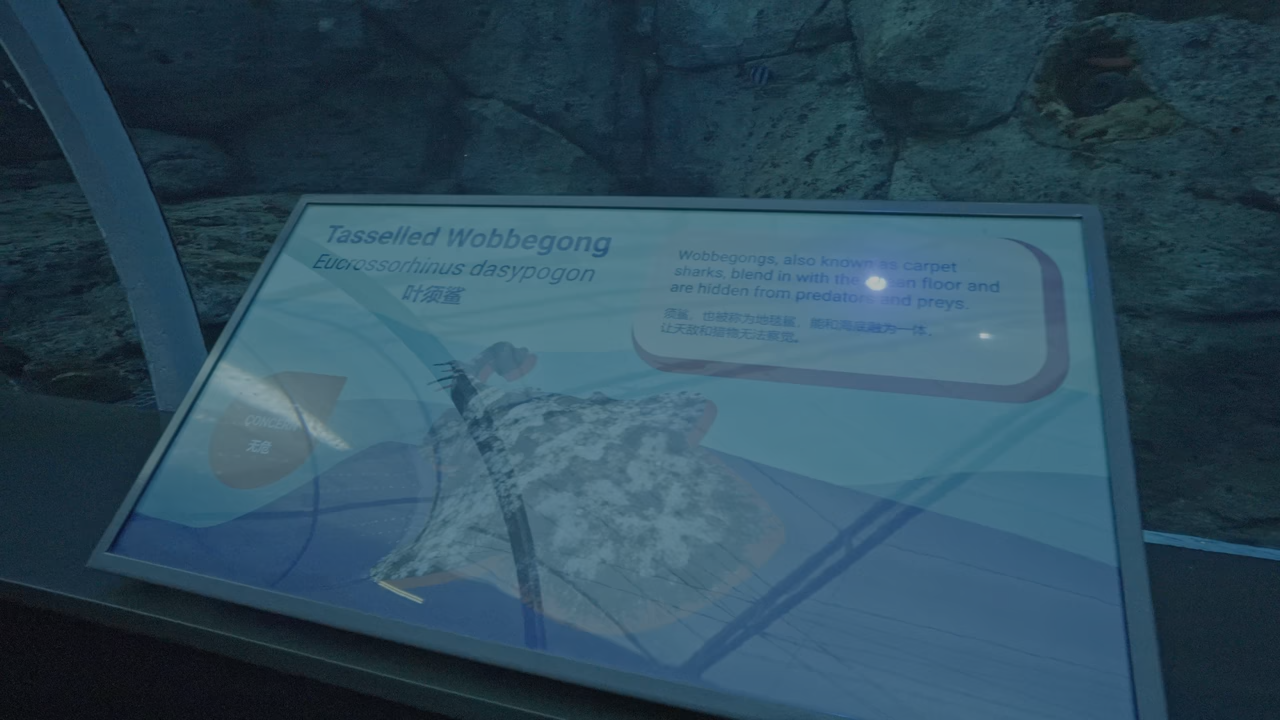 Tasselled Wobbegong
Eucrossorhinus dasypogon
叶须鲨
Wobbegongs, also known as carpet
sharks, blend in with the an floor and
are hidden from predators and preys.
须鲨，也被称为地毯鲨，能和海底融为一体，
让天敌和猎物无法察觉。
CONCERN
无危